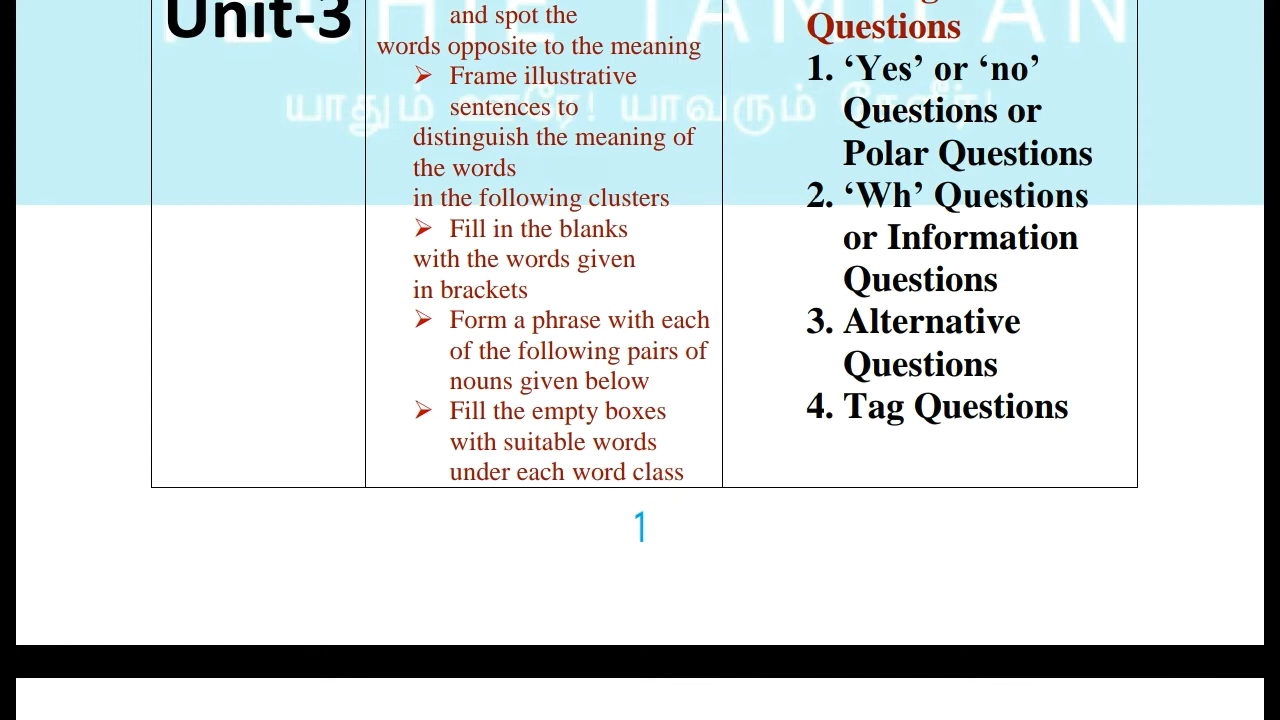 Unit-3
and spot the
words opposite to the meaning
➢ Frame illustrative
sentences to
distinguish the meaning of
the words
in the following clusters
➢ Fill in the blanks
with the words given
in brackets
➢ Form a phrase with each
of the following pairs of
nouns given below
➢ Fill the empty boxes
with suitable words
under each word class
Questions
1. ‘Yes’ or ‘no’
Questions or
Polar Questions
2. ‘Wh’ Questions
or Information
Questions
3. Alternative
Questions
4. Tag Questions
யாதும் ஊரே! யாவரும் கேளிர்!
1